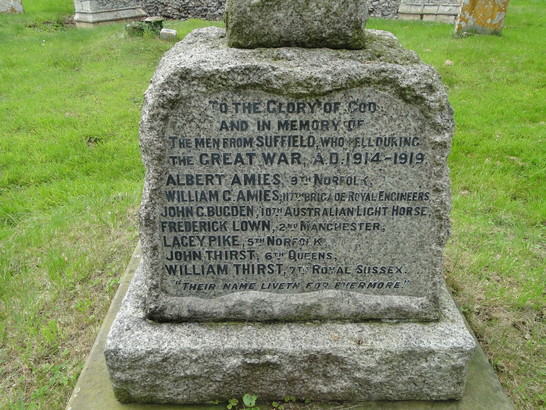 TO THE GLORY OF GOD
AND IN MEMORY OF
THE MEN FROM SUFFIELD, WHO FELL DURING
THE GREAT WAR, A.D. 1914-1919.
ALBERT AMIES, 9TH NORFOLK,
WILLIAM G. AMIES, 117TH BRIGADE ROYAL ENGINEERS
JOHN C. BUGDEN, 10TH AUSTRALIAN LIGHT HORSE,
FREDERICK LOWN, 2ND MANCHESTER,
LACEY PIKE, 5TH NORFOLK,
JOHN THIRST, 6TH QUEENS,
WILLIAM THIRST, 7TH ROYAL SUSSEX.
"THEIR NAME LIVETH FOR EVERMORE."